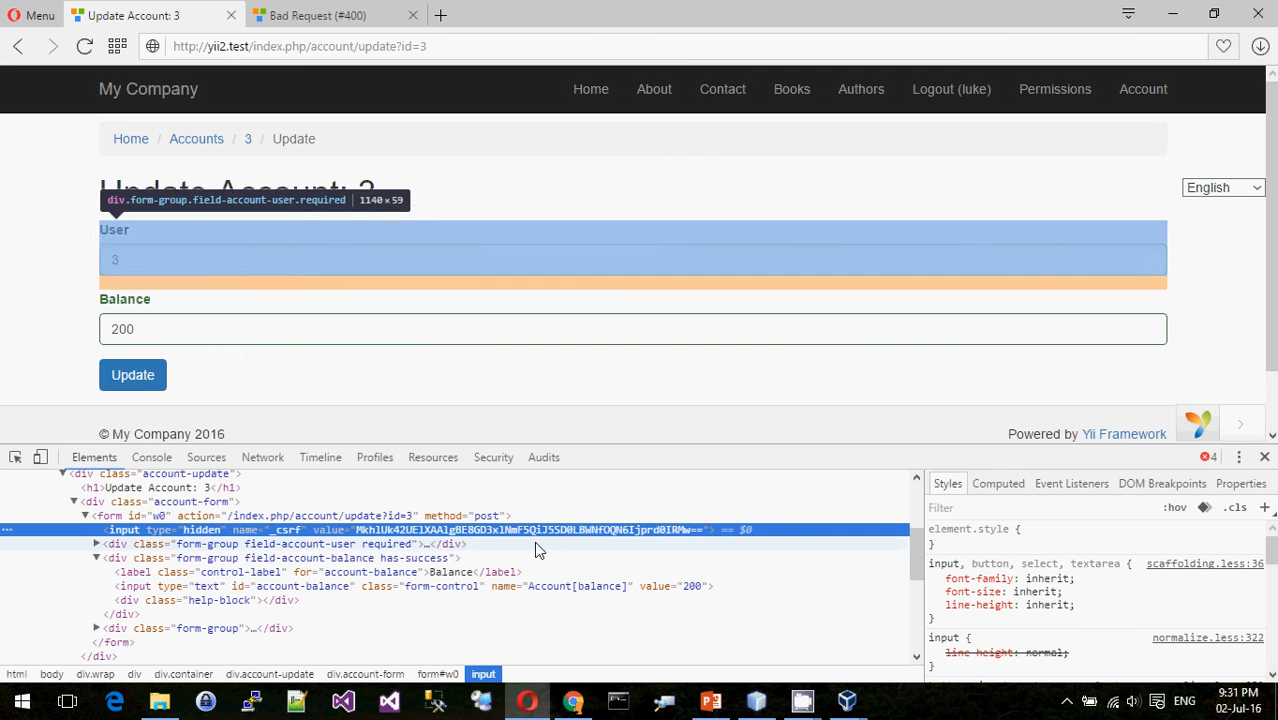 Menu
Update Account: 3
Bad Request (#400)
http://yii2.test/index.php/account/update?id=3
My Company
Home
About
Contact
Books
Authors
Logout (luke)
Permissions
Account
Home / Accounts / 3 / Update
Update Account: 3
English
div.form-group.field-account-user.required | 1140 × 59
User
3
Balance
200
Update
© My Company 2016
Powered by Yii Framework
Elements Console Sources Network Timeline Profiles Resources Security Audits
4
<div class="account-update">
<h1>Update Account: 3</h1>
<div class="account-form">
<form id="w0" action="/index.php/account/update?id=3" method="post">
<input type="hidden" name="_csrf" == $0
<div class="form-group field-account-user required">…</div>
<div class="form-group field-account-balance has-success">
<label class="control-label" for="account-balance">Balance</label>
<input type="text" id="account-balance" class="form-control" name="Account[balance]" value="200">
<div class="help-block"></div>
</div>
<div class="form-group">…</div>
</form>
</div>
html body div.wrap div div.container div.account-update div.account-form form#w0 input
Styles Computed Event Listeners DOM Breakpoints Properties
Filter
:hov .cls +
element.style {
}
input, button, select, textarea { scaffolding.less:36
font-family: inherit;
font-size: inherit;
line-height: inherit;
}
input { normalize.less:322
line-height: normal;
}
ENG
9:31 PM
02-Jul-16